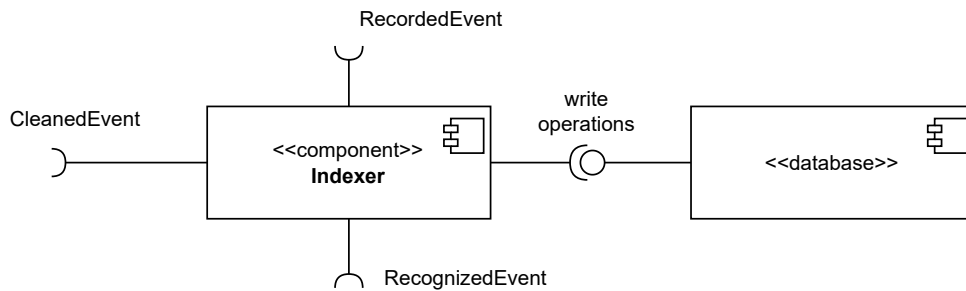 RecordedEvent
CleanedEvent
<<component>>
Indexer
write
operations
<<database>>
RecognizedEvent